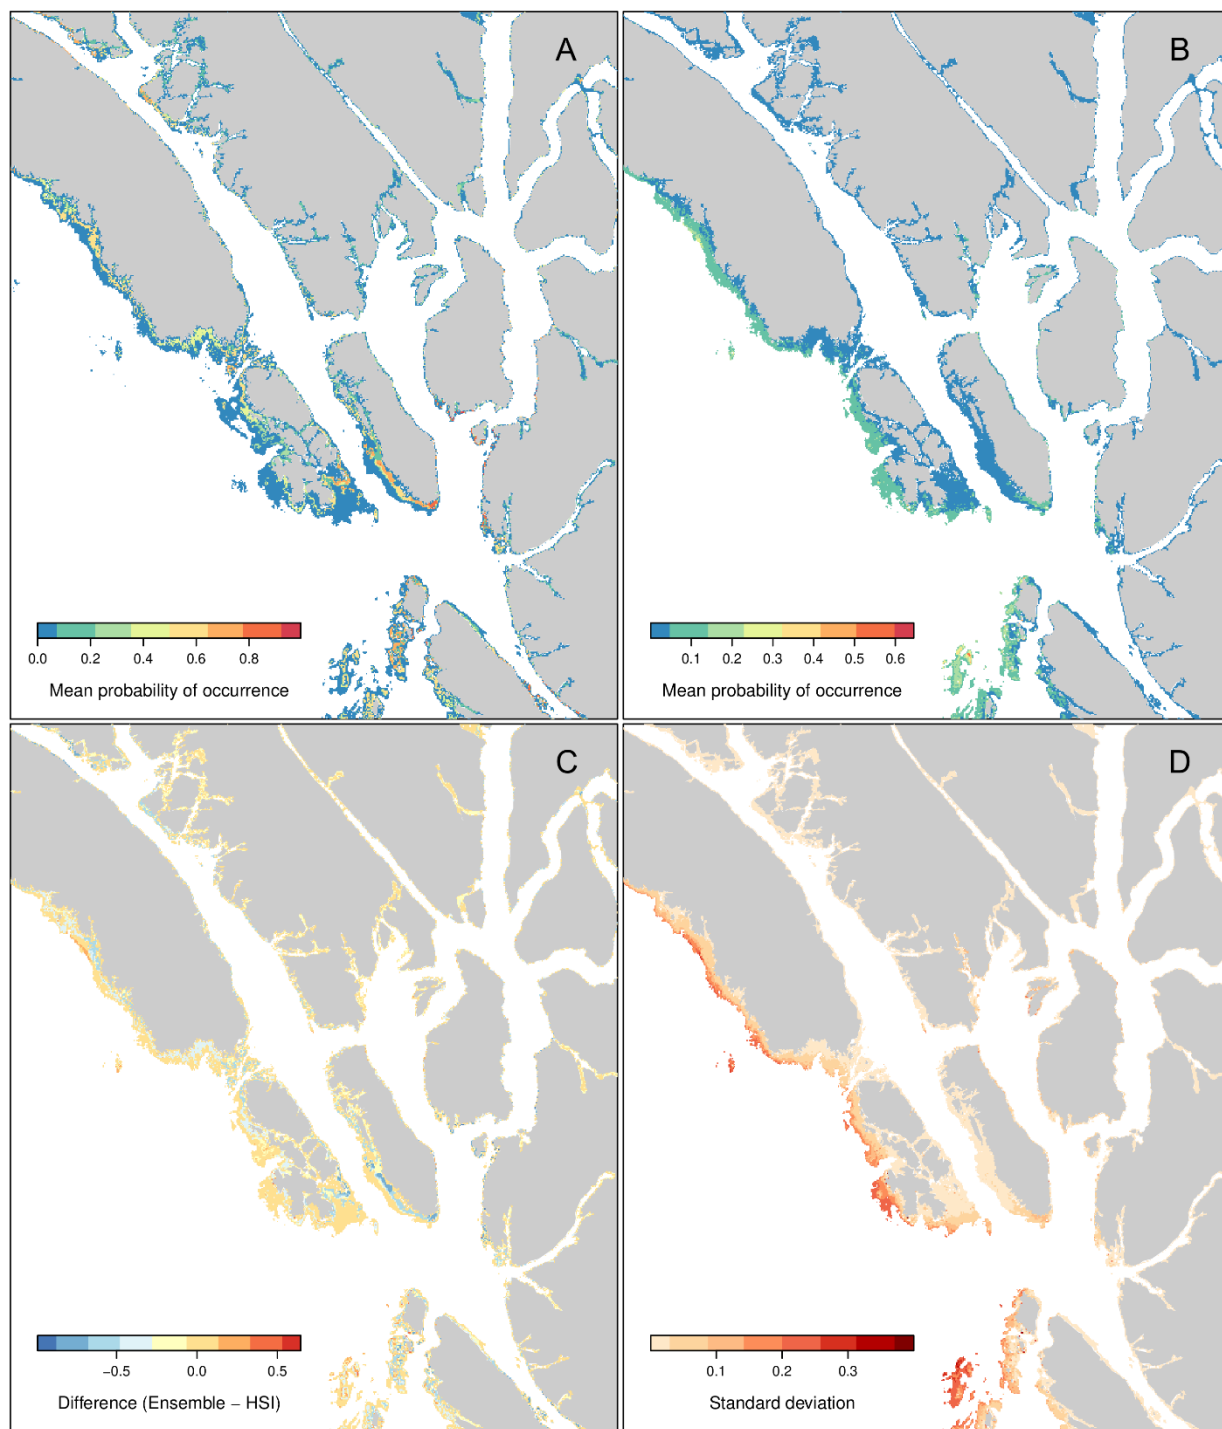 A
0.0 0.2 0.4 0.6 0.8
Mean probability of occurrence
B
0.1 0.2 0.3 0.4 0.5 0.6
Mean probability of occurrence
C
−0.5 0.0 0.5
Difference (Ensemble − HSI)
D
0.1 0.2 0.3
Standard deviation